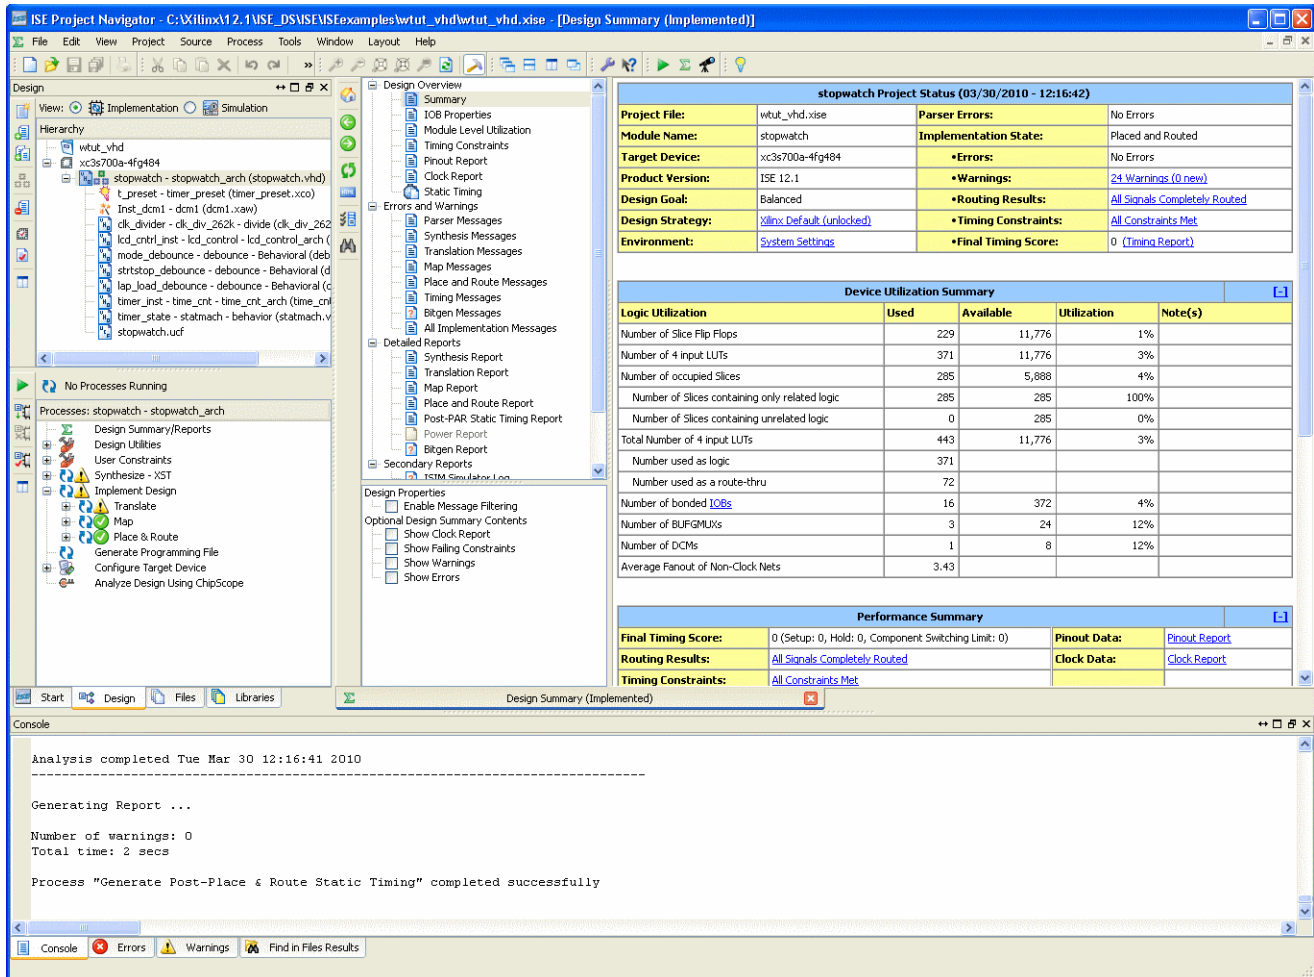 ISE Project Navigator - C:\Xilinx\12.1\ISE_DS\ISE\ISEexamples\wtut_vhd\wtut_vhd.xise - [Design Summary (Implemented)]
File Edit View Project Source Process Tools Window Layout Help
Design
View: Implementation Simulation
Hierarchy
wtut_vhd
xc3s700a-4fg484
stopwatch - stopwatch_arch (stopwatch.vhd)
t_preset - timer_preset (timer_preset.xco)
Inst_dcm1 - dcm1 (dcm1.xaw)
clk_divider - clk_div_262k - divide (clk_div_262
lcd_cntrl_inst - lcd_control - lcd_control_arch (
mode_debounce - debounce - Behavioral (deb
strtstop_debounce - debounce - Behavioral (d
lap_load_debounce - debounce - Behavioral (c
timer_inst - time_cnt - time_cnt_arch (time_cnt
timer_state - statmach - behavior (statmach.v
stopwatch.ucf
No Processes Running
Processes: stopwatch - stopwatch_arch
Design Summary/Reports
Design Utilities
User Constraints
Synthesize - XST
Implement Design
Translate
Map
Place & Route
Generate Programming File
Configure Target Device
Analyze Design Using ChipScope
Start Design Files Libraries
Design Overview
Summary
IOB Properties
Module Level Utilization
Timing Constraints
Pinout Report
Clock Report
Static Timing
Errors and Warnings
Parser Messages
Synthesis Messages
Translation Messages
Map Messages
Place and Route Messages
Timing Messages
Bitgen Messages
All Implementation Messages
Detailed Reports
Synthesis Report
Translation Report
Map Report
Place and Route Report
Post-PAR Static Timing Report
Power Report
Bitgen Report
Secondary Reports
ISIM Simulator Log
Design Properties
Enable Message Filtering
Optional Design Summary Contents
Show Clock Report
Show Failing Constraints
Show Warnings
Show Errors
stopwatch Project Status (03/30/2010 - 12:16:42)
Project File: wtut_vhd.xise Parser Errors: No Errors
Module Name: stopwatch Implementation State: Placed and Routed
Target Device: xc3s700a-4fg484 •Errors: No Errors
Product Version: ISE 12.1 •Warnings: 24 Warnings (0 new)
Design Goal: Balanced •Routing Results: All Signals Completely Routed
Design Strategy: Xilinx Default (unlocked) •Timing Constraints: All Constraints Met
Environment: System Settings •Final Timing Score: 0 (Timing Report)
Device Utilization Summary [-]
Logic Utilization Used Available Utilization Note(s)
Number of Slice Flip Flops 229 11,776 1%
Number of 4 input LUTs 371 11,776 3%
Number of occupied Slices 285 5,888 4%
Number of Slices containing only related logic 285 285 100%
Number of Slices containing unrelated logic 0 285 0%
Total Number of 4 input LUTs 443 11,776 3%
Number used as logic 371
Number used as a route-thru 72
Number of bonded IOBs 16 372 4%
Number of BUFGMUXs 3 24 12%
Number of DCMs 1 8 12%
Average Fanout of Non-Clock Nets 3.43
Performance Summary [-]
Final Timing Score: 0 (Setup: 0, Hold: 0, Component Switching Limit: 0) Pinout Data: Pinout Report
Routing Results: All Signals Completely Routed Clock Data: Clock Report
Timing Constraints: All Constraints Met
Design Summary (Implemented)
Console
Analysis completed Tue Mar 30 12:16:41 2010
--------------------------------------------------------------------------------
Generating Report ...
Number of warnings: 0
Total time: 2 secs
Process "Generate Post-Place & Route Static Timing" completed successfully
Console Errors Warnings Find in Files Results